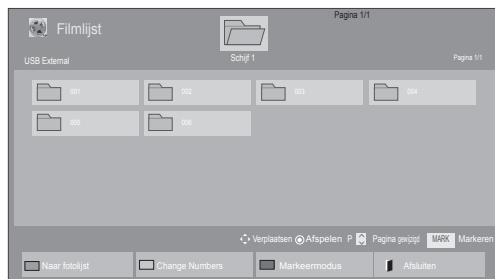 Filmlijst
Pagina 1/1
USB External
Schijf 1
Pagina 1/1
001 002 003 004
005 006
Verplaatsen Afspelen P Pagina gewijzigd MARK Markeren
Naar fotolijst Change Numbers Markeermodus Afsluiten